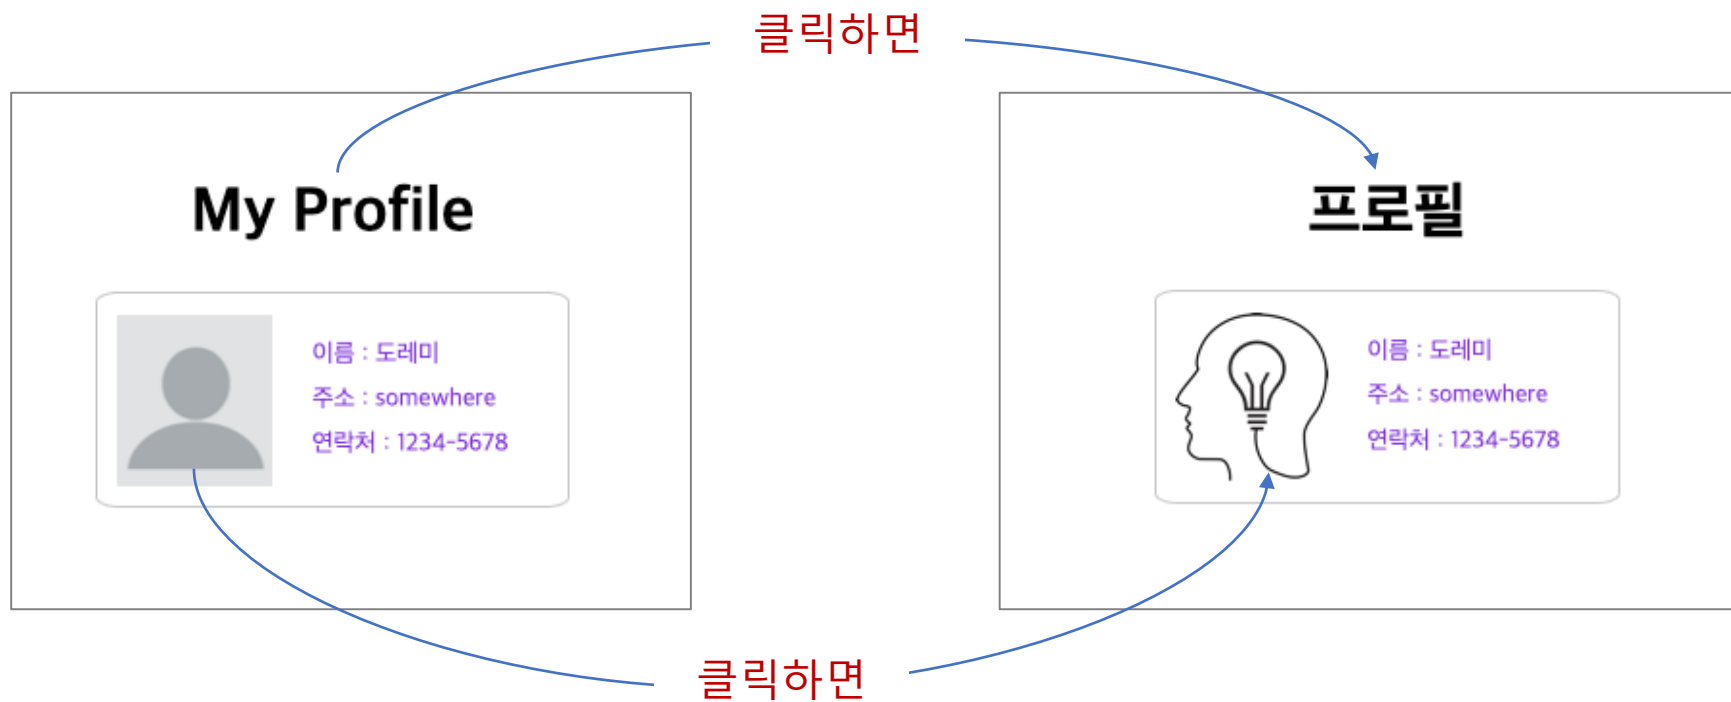 클릭하면
My Profile
이름 : 도레미
주소 : somewhere
연락처 : 1234-5678
프로필
이름 : 도레미
주소 : somewhere
연락처 : 1234-5678
클릭하면